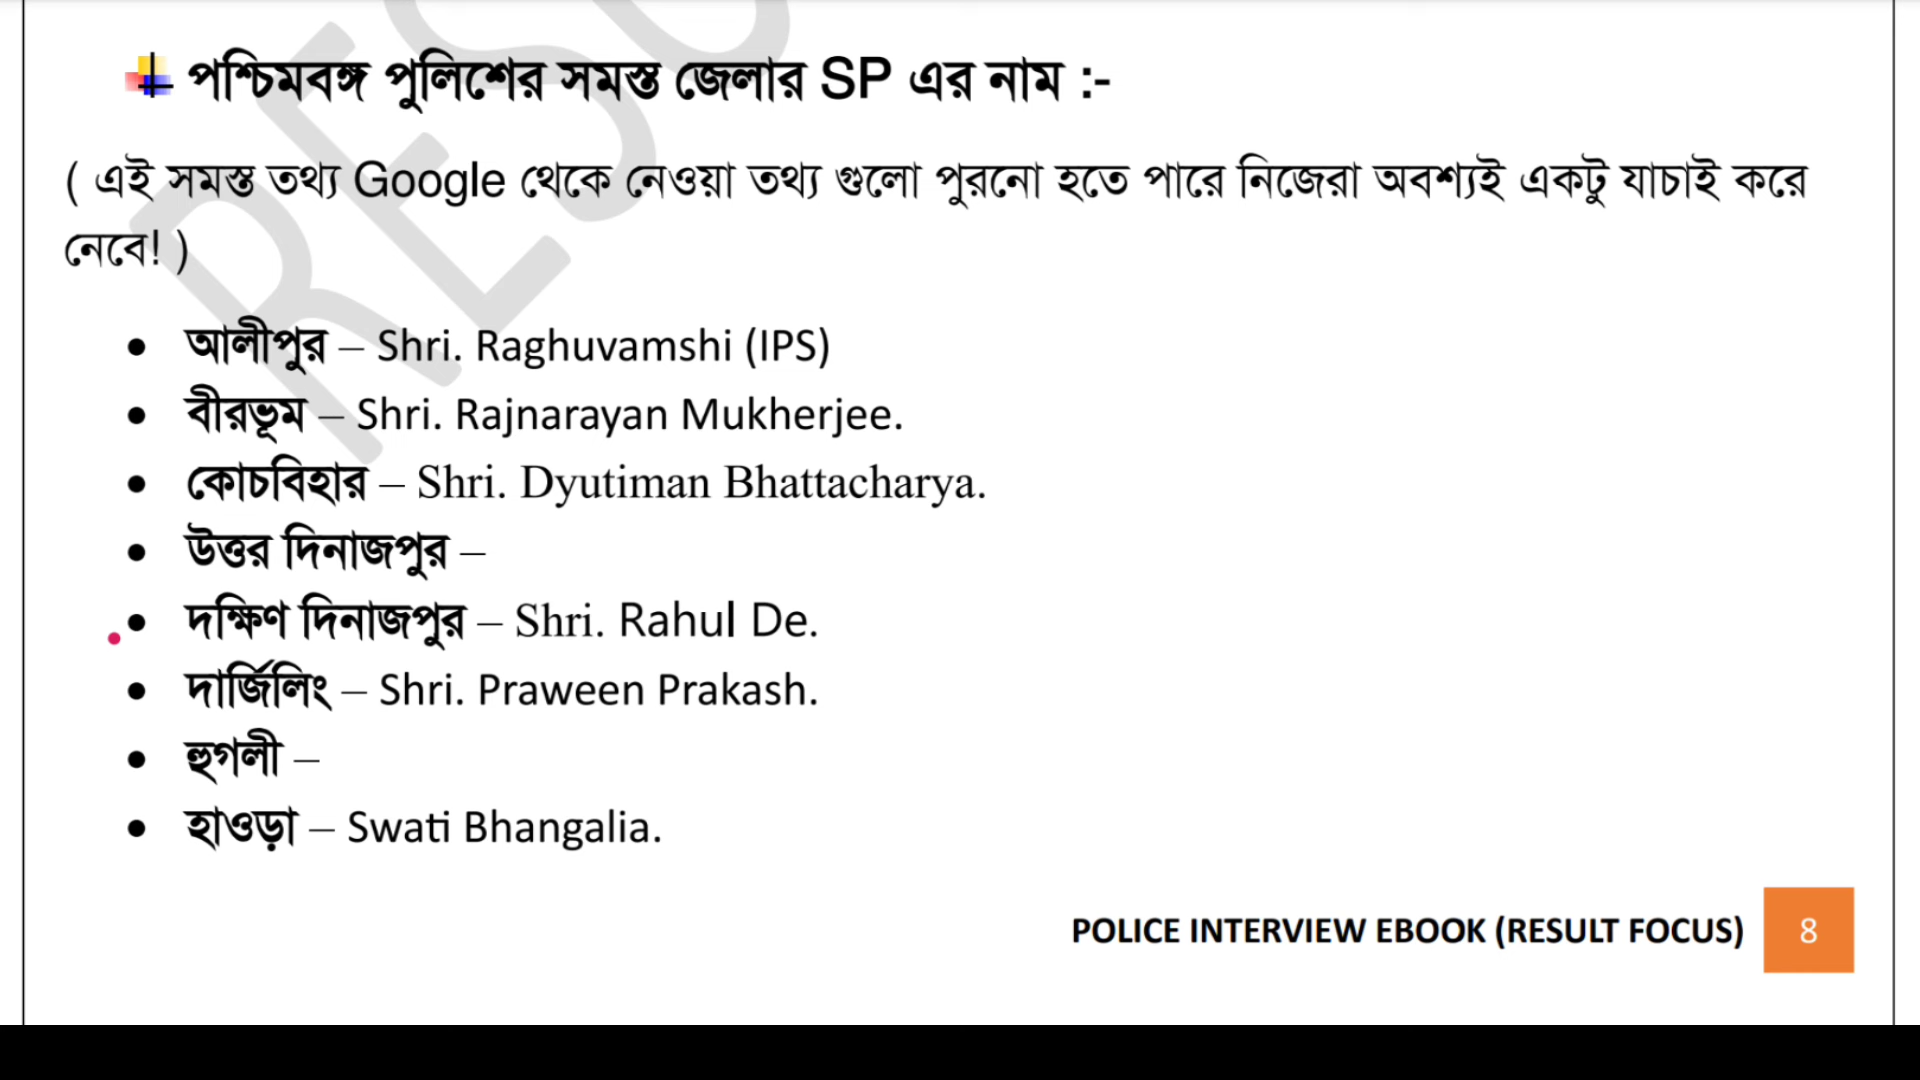 পশ্চিমবঙ্গ পুলিশের সমস্ত জেলার SP এর নাম :-
( এই সমস্ত তথ্য Google থেকে নেওয়া তথ্য গুলো পুরনো হতে পারে নিজেরা অবশ্যই একটু যাচাই করে
নেবে! )
• আলীপুর – Shri. Raghuvamshi (IPS)
• বীরভূম – Shri. Rajnarayan Mukherjee.
• কোচবিহার – Shri. Dyutiman Bhattacharya.
• উত্তর দিনাজপুর –
• দক্ষিণ দিনাজপুর – Shri. Rahul De.
• দার্জিলিং – Shri. Praween Prakash.
• হুগলী –
• হাওড়া – Swati Bhangalia.
POLICE INTERVIEW EBOOK (RESULT FOCUS) 8